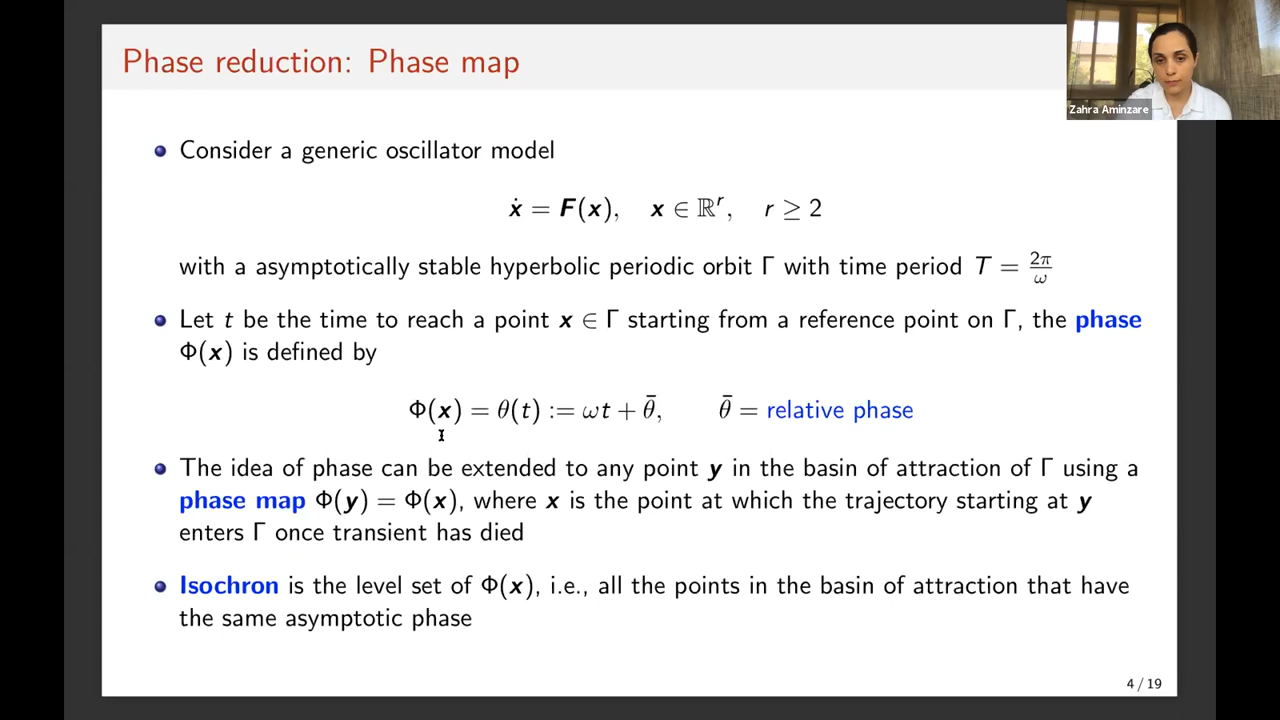 Phase reduction: Phase map
Zahra Aminzare
Consider a generic oscillator model
ẋ = F(x), x ∈ ℝʳ, r ≥ 2
with a asymptotically stable hyperbolic periodic orbit Γ with time period T = 2π/ω
Let t be the time to reach a point x ∈ Γ starting from a reference point on Γ, the phase
Φ(x) is defined by
Φ(x) = θ(t) := ωt + θ̄, θ̄ = relative phase
The idea of phase can be extended to any point y in the basin of attraction of Γ using a
phase map Φ(y) = Φ(x), where x is the point at which the trajectory starting at y
enters Γ once transient has died
Isochron is the level set of Φ(x), i.e., all the points in the basin of attraction that have
the same asymptotic phase
4 / 19